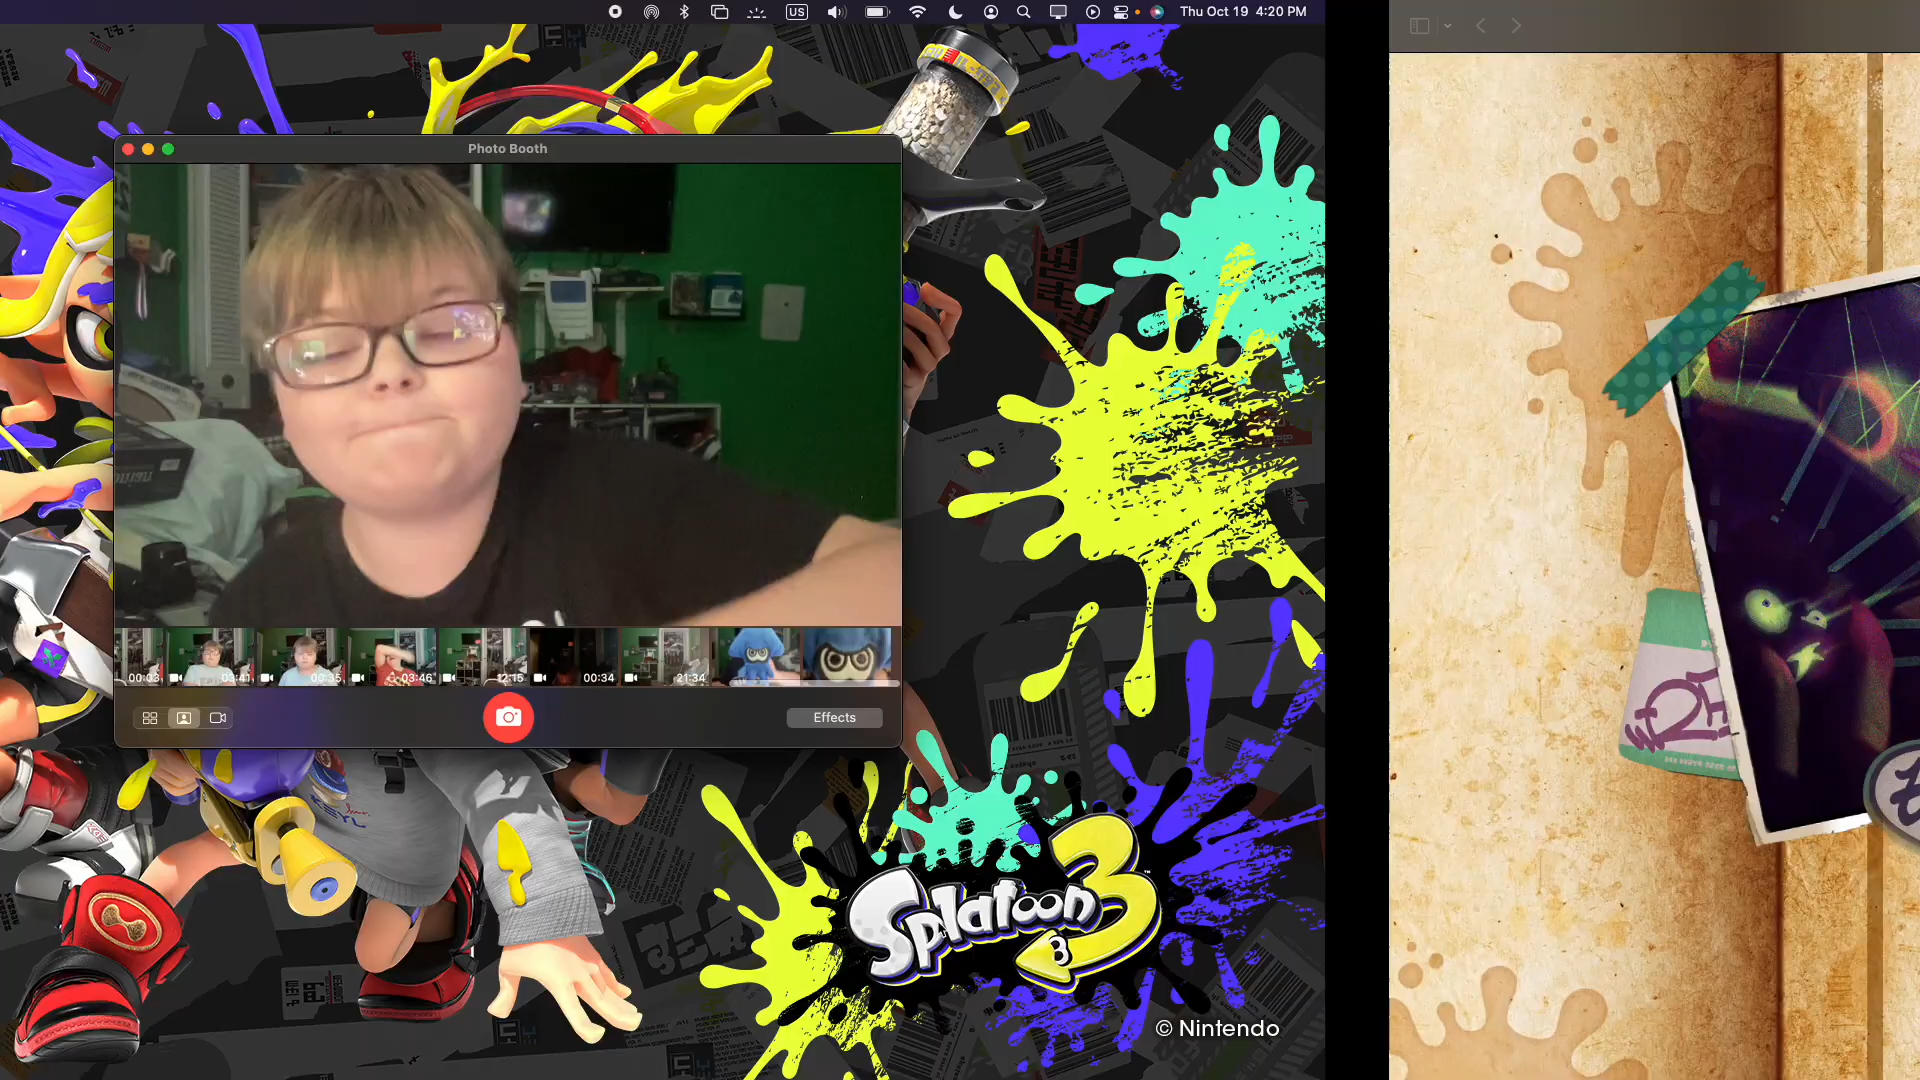 US
Thu Oct 19 4:20 PM
Photo Booth
00:03
03:41
00:35
03:46
12:15
00:34
21:34
Effects
Splatoon 3
™
© Nintendo